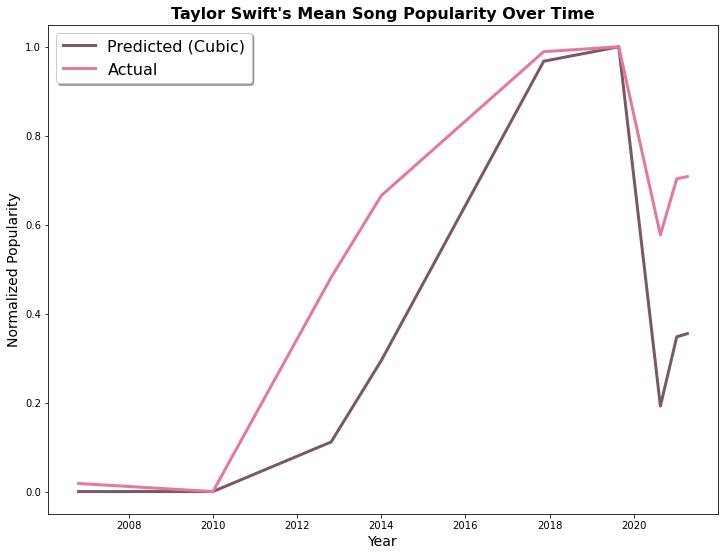 Taylor Swift's Mean Song Popularity Over Time
Predicted (Cubic)
Actual
Normalized Popularity
1.0
0.8
0.6
0.4
0.2
0.0
2008 2010 2012 2014 2016 2018 2020
Year